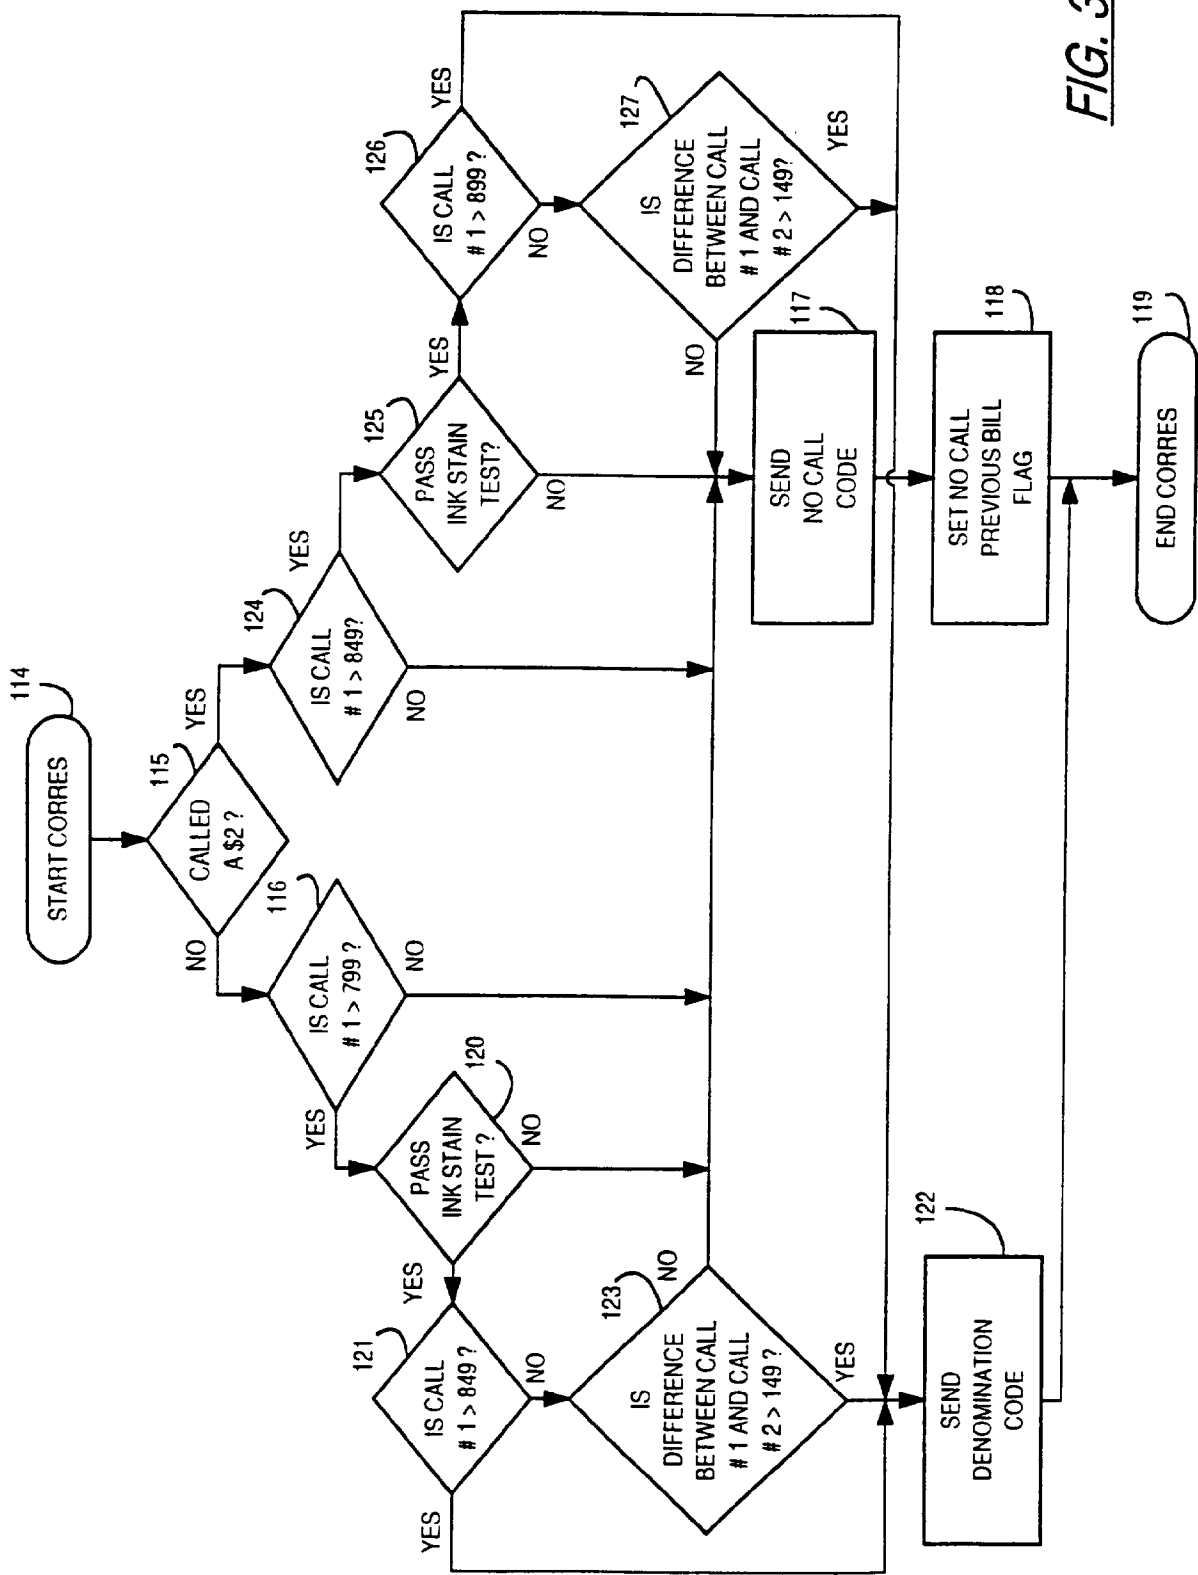 START CORRES
114
CALLED
A $2 ?
115
NO
YES
IS CALL
# 1 > 799 ?
116
YES
NO
IS CALL
# 1 > 849?
124
YES
NO
PASS
INK STAIN
TEST ?
120
YES
NO
PASS
INK STAIN
TEST?
125
YES
NO
IS CALL
# 1 > 849 ?
121
YES
NO
IS CALL
# 1 > 899 ?
126
YES
NO
IS
DIFFERENCE
BETWEEN CALL
# 1 AND CALL
# 2 > 149 ?
123
NO
YES
IS
DIFFERENCE
BETWEEN CALL
# 1 AND CALL
# 2 > 149?
127
NO
YES
SEND
NO CALL
CODE
117
SEND
DENOMINATION
CODE
122
SET NO CALL
PREVIOUS BILL
FLAG
118
END CORRES
119
FIG. 3